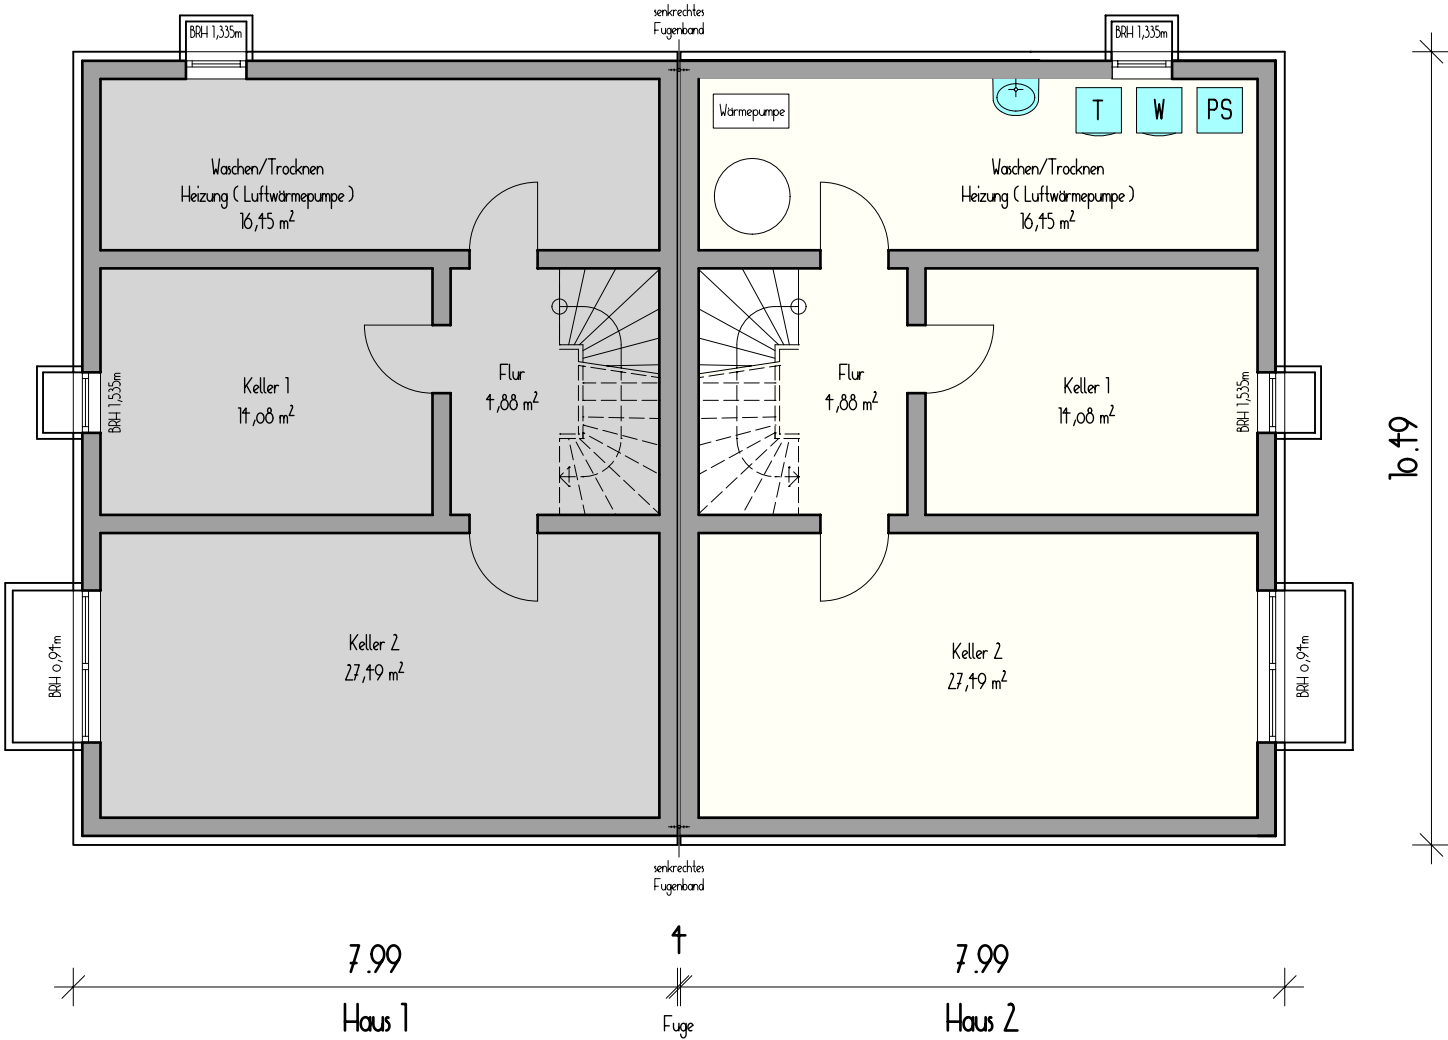 senkrechtes
Fugenband
BRH 1,335m
BRH 1,335m
Wärmepumpe
T
W
PS
Waschen/Trocknen
Heizung ( Luftwärmepumpe )
16,45 m²
Waschen/Trocknen
Heizung ( Luftwärmepumpe )
16,45 m²
BRH 1,535m
Keller 1
14,08 m²
Flur
4,88 m²
Flur
4,88 m²
Keller 1
14,08 m²
BRH 1,535m
10.49
BRH 0,94m
Keller 2
27,49 m²
Keller 2
27,49 m²
BRH 0,94m
senkrechtes
Fugenband
7.99
4
7.99
Haus 1
Fuge
Haus 2